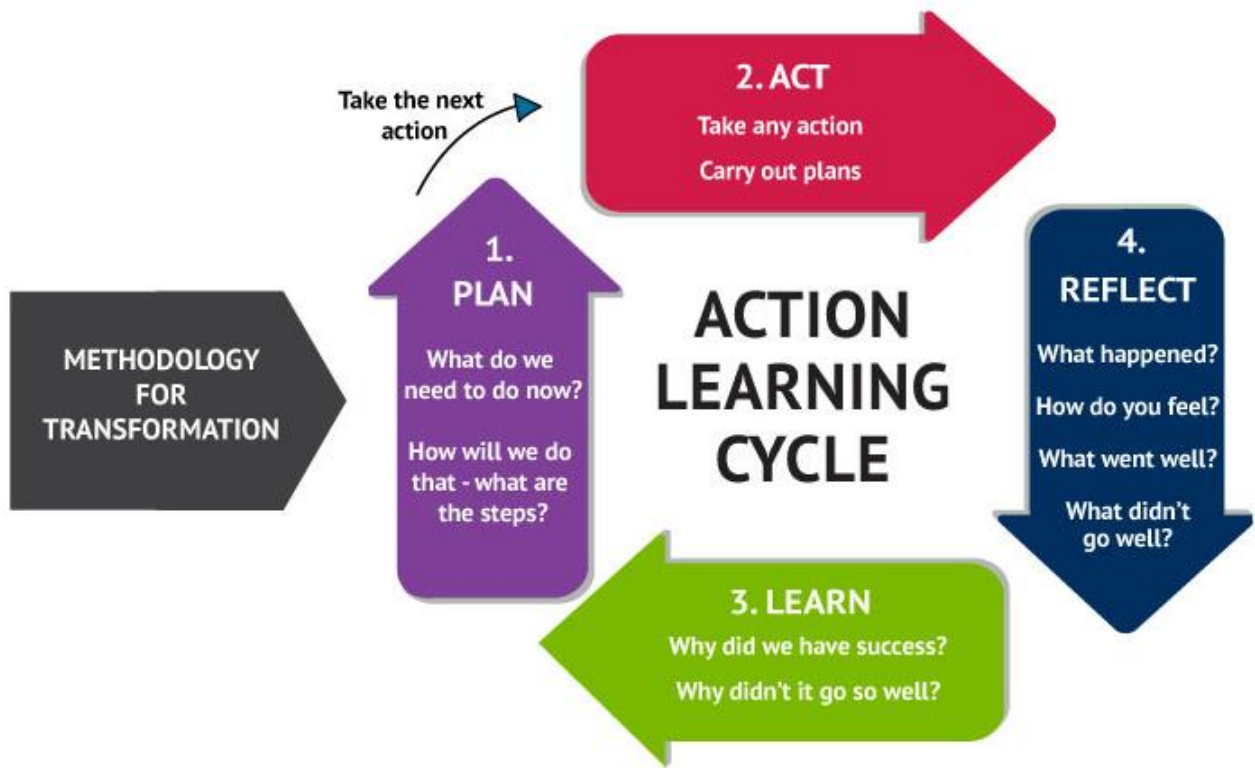 Take the next
action
2. ACT
Take any action
Carry out plans
METHODOLOGY
FOR
TRANSFORMATION
1.
PLAN
What do we
need to do now?
How will we do
that - what are
the steps?
ACTION
LEARNING
CYCLE
4.
REFLECT
What happened?
How do you feel?
What went well?
What didn't
go well?
3. LEARN
Why did we have success?
Why didn't it go so well?